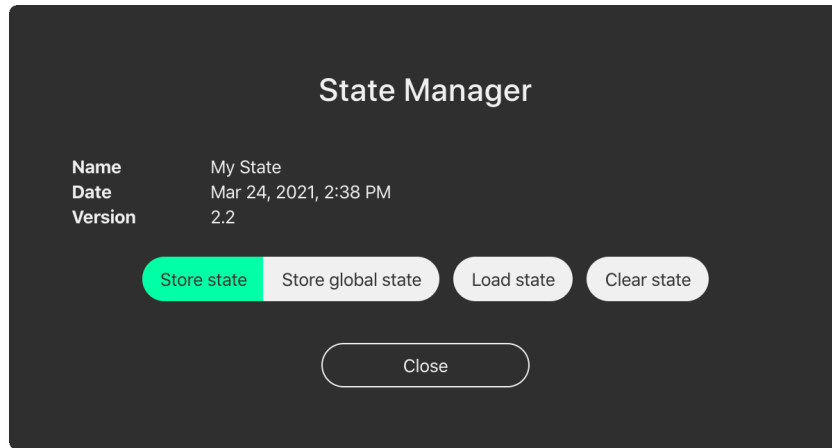 State Manager
Name My State
Date Mar 24, 2021, 2:38 PM
Version 2.2
Store state Store global state Load state Clear state
Close